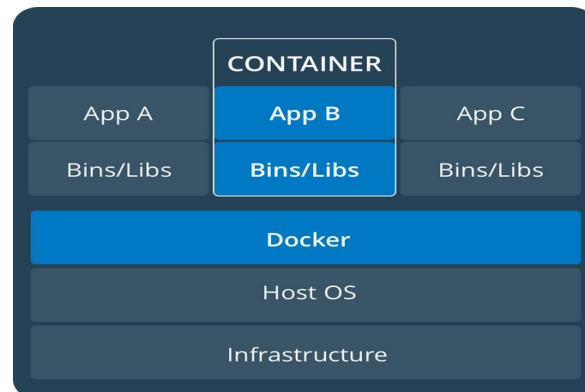 CONTAINER
App A App B App C
Bins/Libs Bins/Libs Bins/Libs
Docker
Host OS
Infrastructure